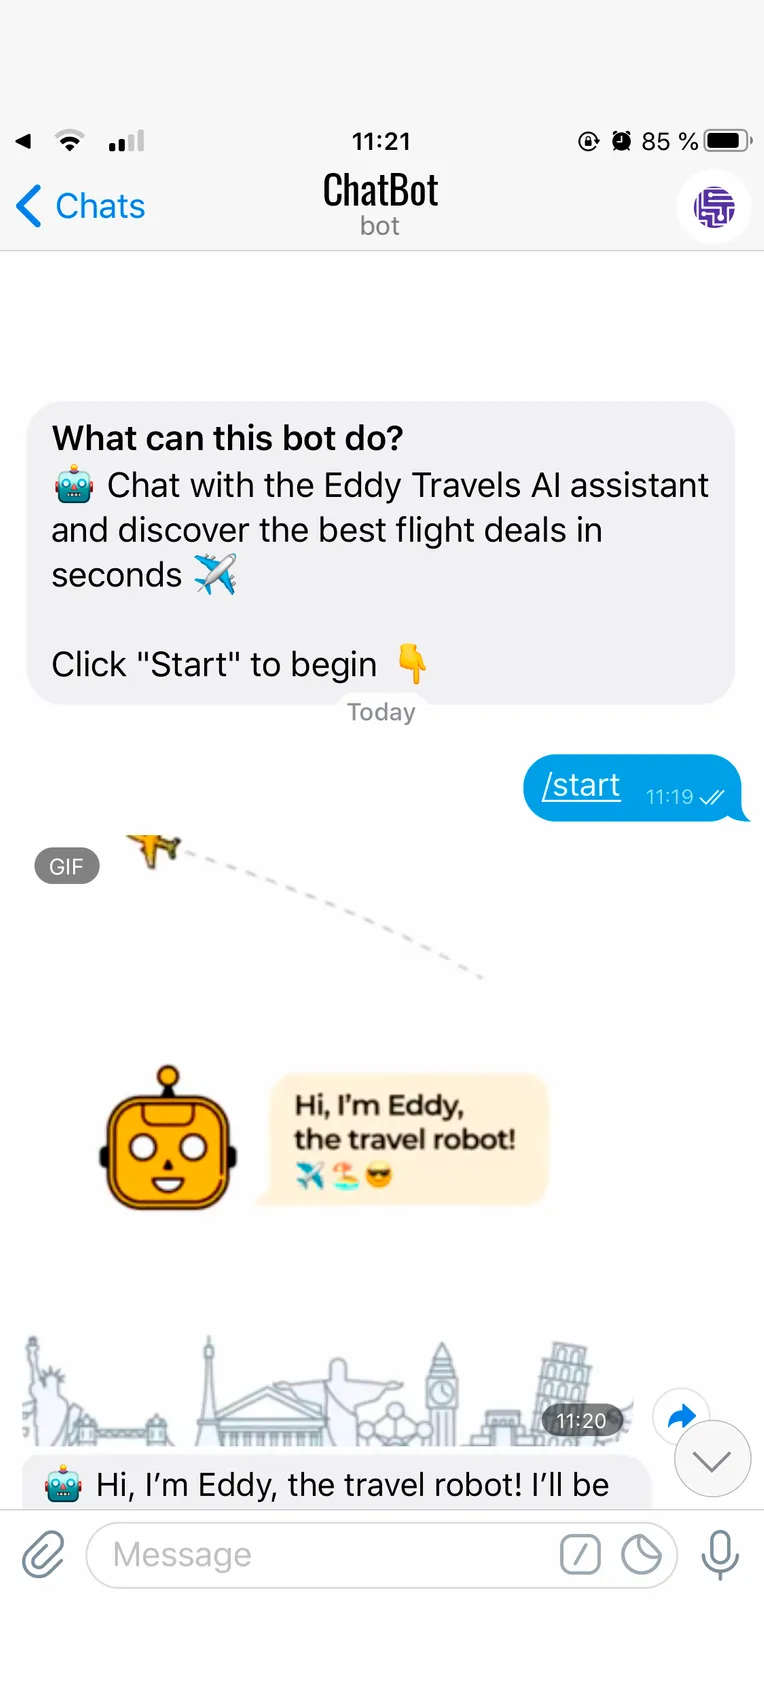 11:21
85 %
Chats
ChatBot
bot
What can this bot do?
🤖 Chat with the Eddy Travels AI assistant
and discover the best flight deals in
seconds ✈️
Click "Start" to begin 👇
Today
/start 11:19
GIF
Hi, I'm Eddy,
the travel robot!
✈️🏖️😎
11:20
🤖 Hi, I’m Eddy, the travel robot! I’ll be
Message